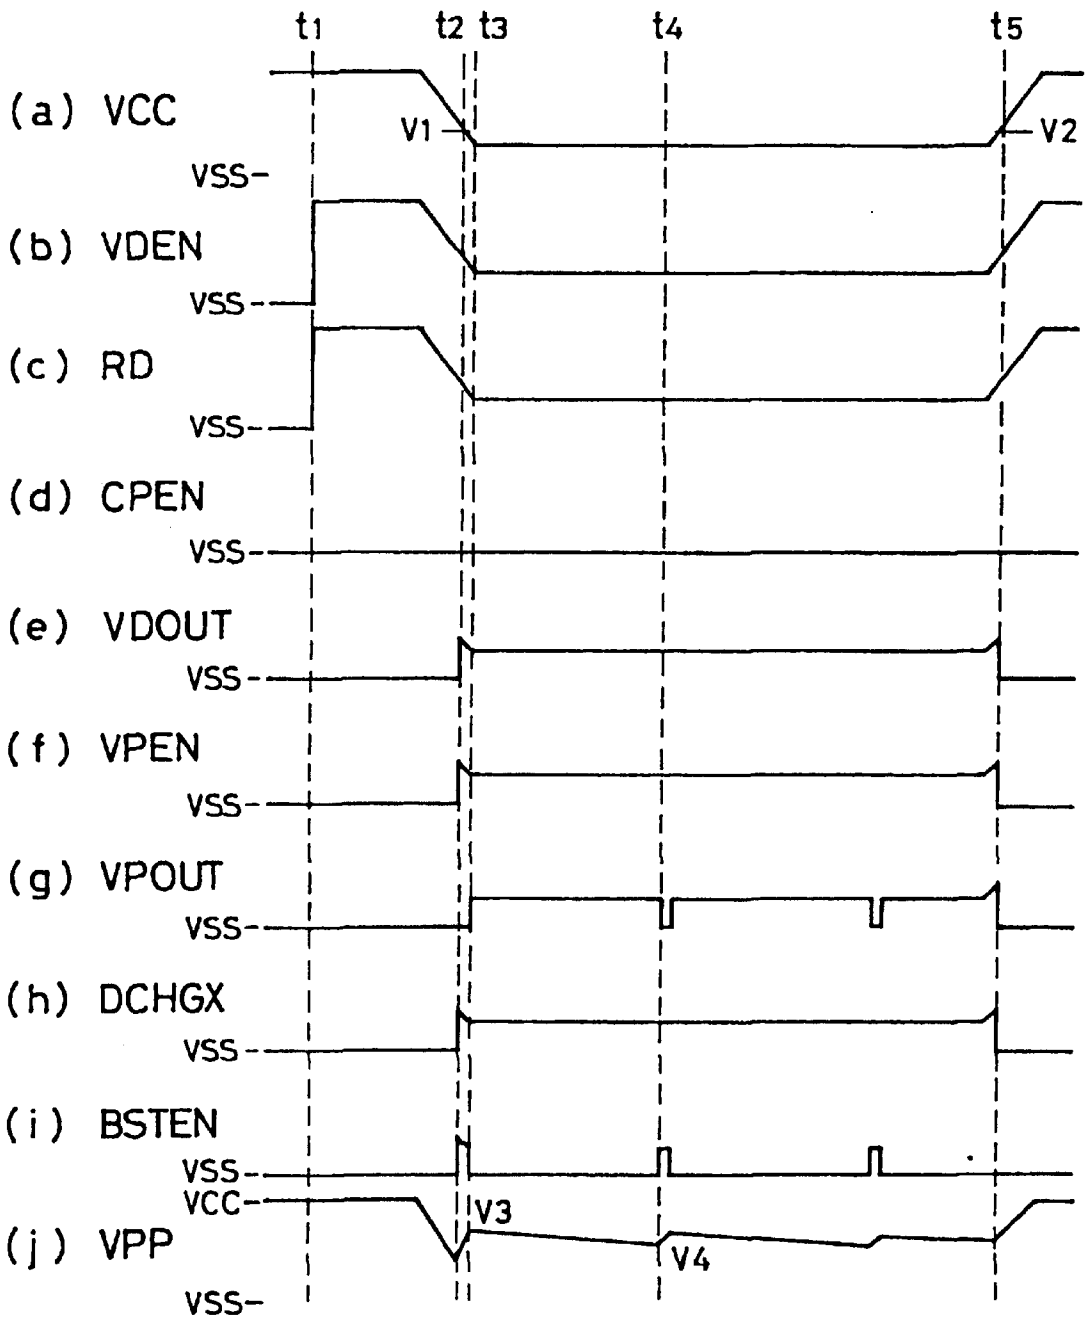 t1 t2 t3 t4 t5
(a) VCC
V1
V2
VSS
(b) VDEN
VSS
(c) RD
VSS
(d) CPEN
VSS
(e) VDOUT
VSS
(f) VPEN
VSS
(g) VPOUT
VSS
(h) DCHGX
VSS
(i) BSTEN
VSS
VCC
V3
(j) VPP
V4
VSS